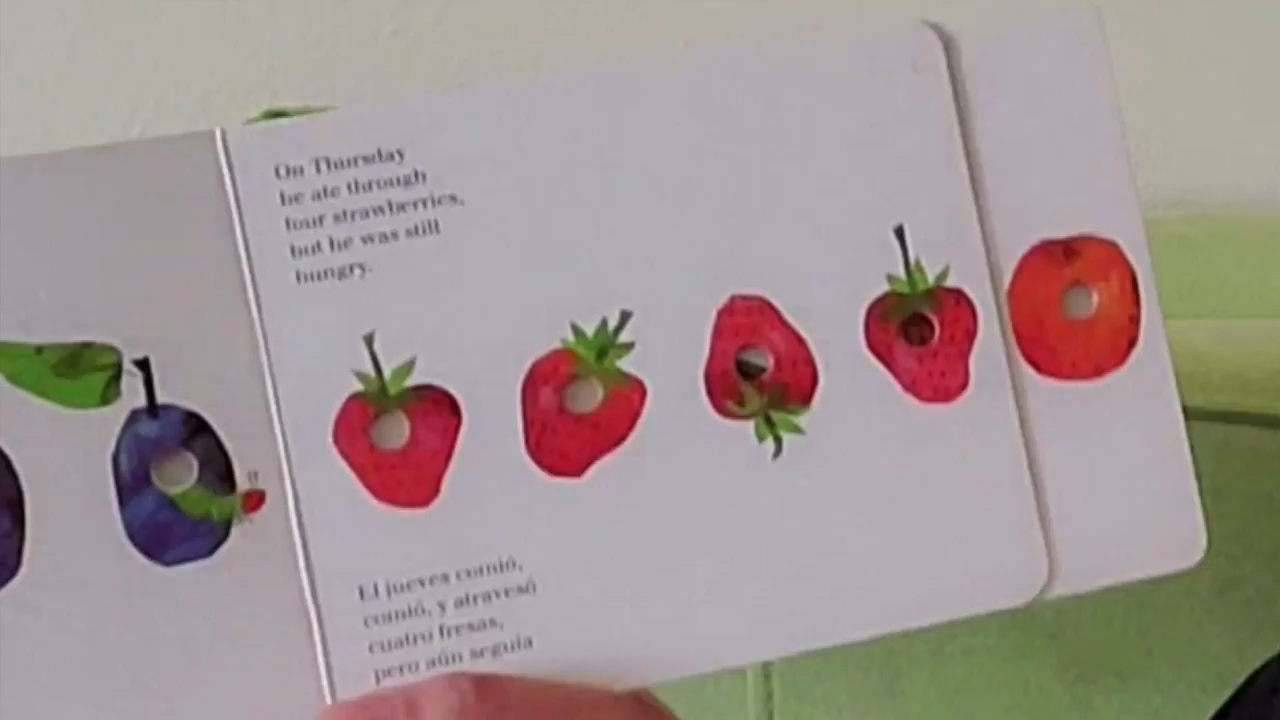 On Thursday
he ate through
four strawberries,
but he was still
hungry.
El jueves comió,
comió, y atravesó
cuatro fresas,
pero aún seguía